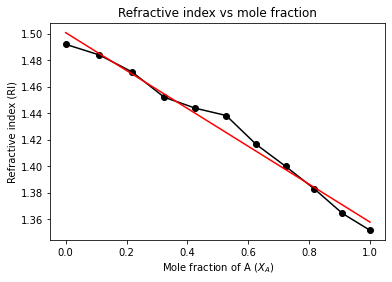 Refractive index vs mole fraction
Refractive index (RI)
1.50
1.48
1.46
1.44
1.42
1.40
1.38
1.36
0.0 0.2 0.4 0.6 0.8 1.0
Mole fraction of A (X_A)